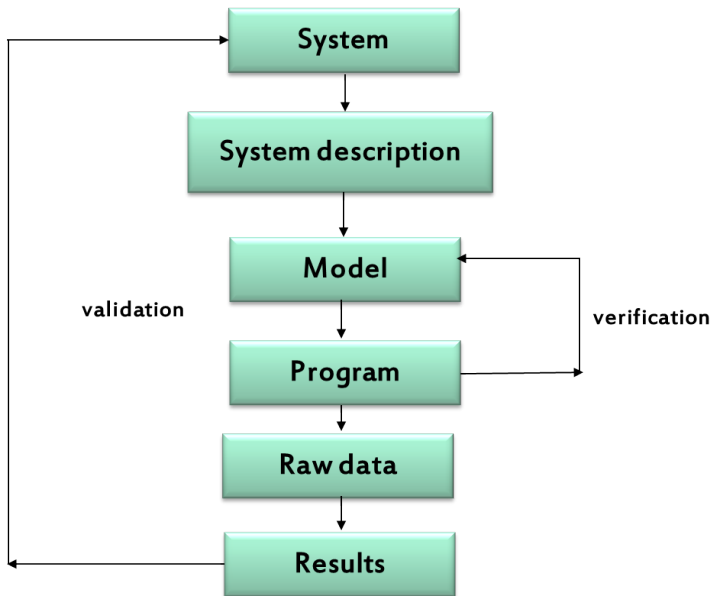 System
System description
Model
validation
verification
Program
Raw data
Results